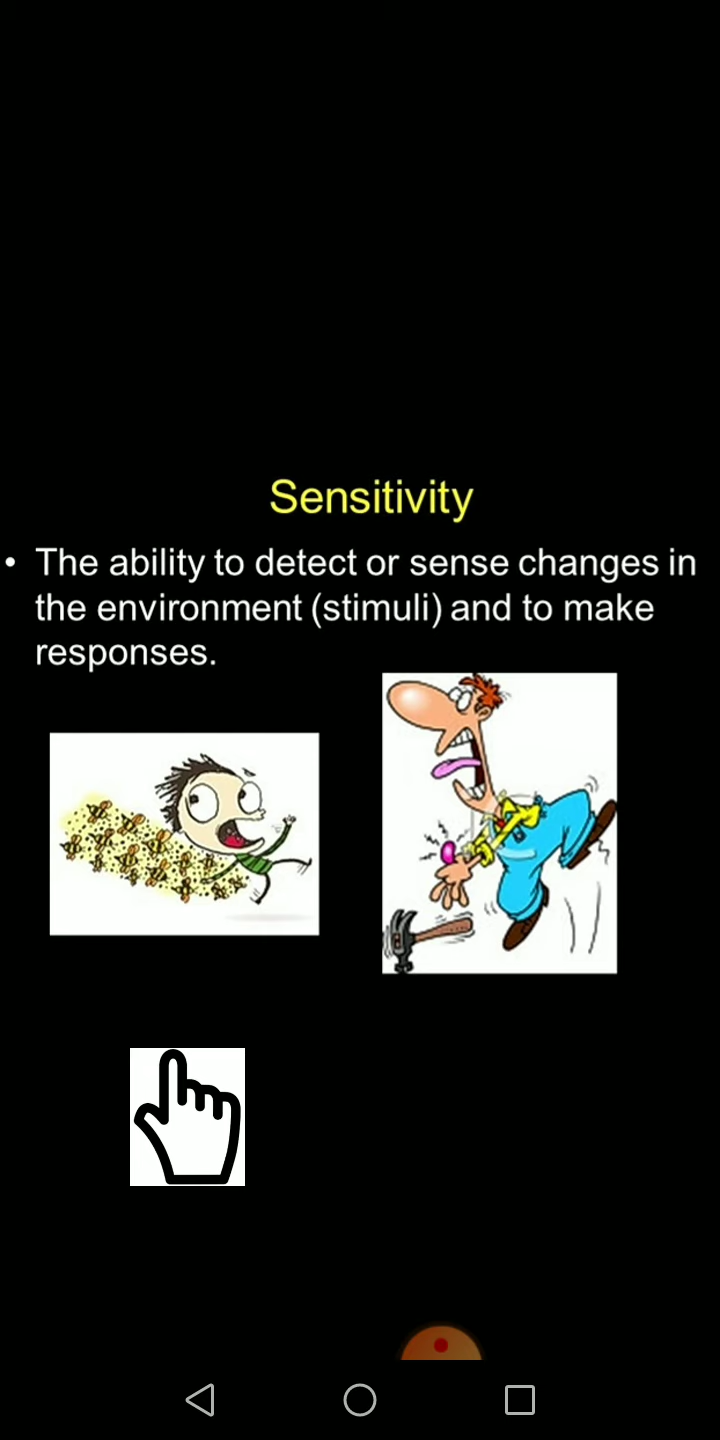 Sensitivity
• The ability to detect or sense changes in
the environment (stimuli) and to make
responses.